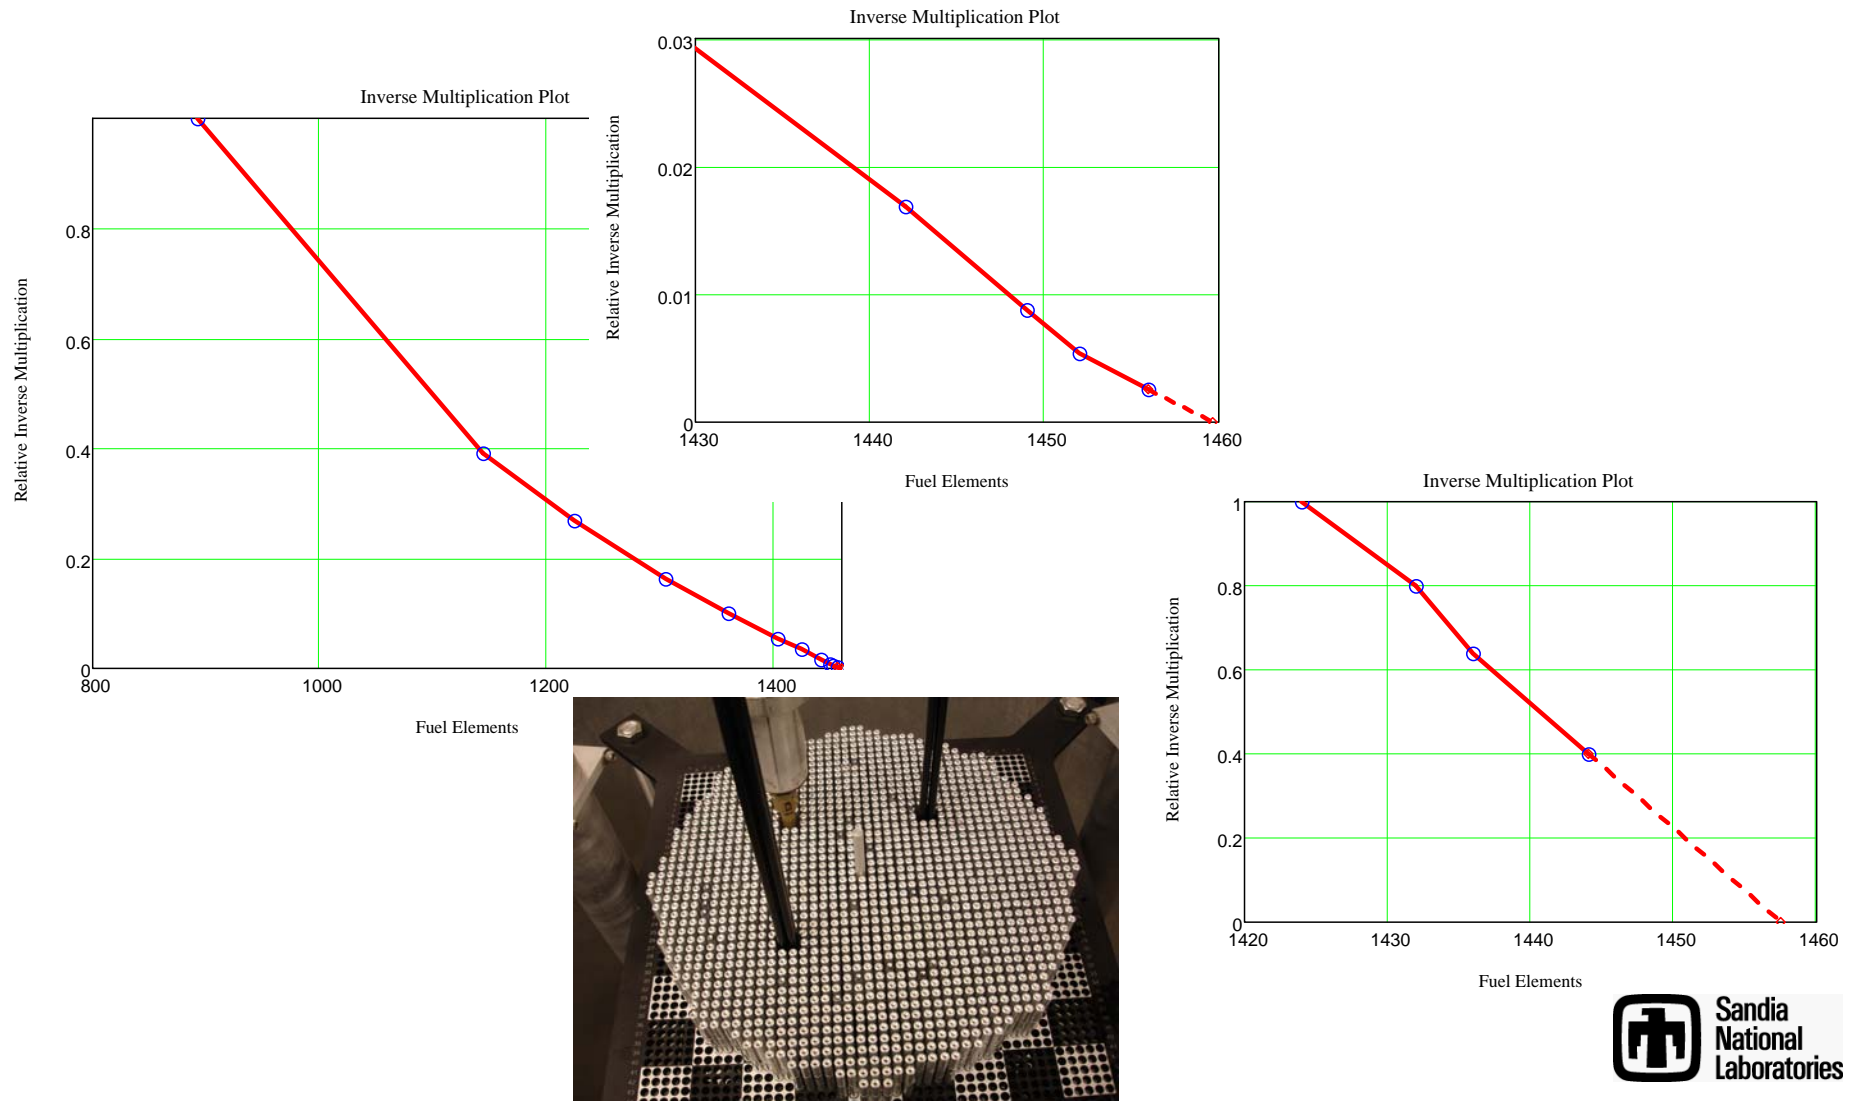 Inverse Multiplication Plot
0.03
0.02
0.01
0
1430
1440
1450
1460
Relative Inverse Multiplication
Fuel Elements
Inverse Multiplication Plot
0.8
0.6
0.4
0.2
0
800
1000
1200
1400
Relative Inverse Multiplication
Fuel Elements
Inverse Multiplication Plot
1
0.8
0.6
0.4
0.2
0
1420
1430
1440
1450
1460
Relative Inverse Multiplication
Fuel Elements
Sandia
National
Laboratories